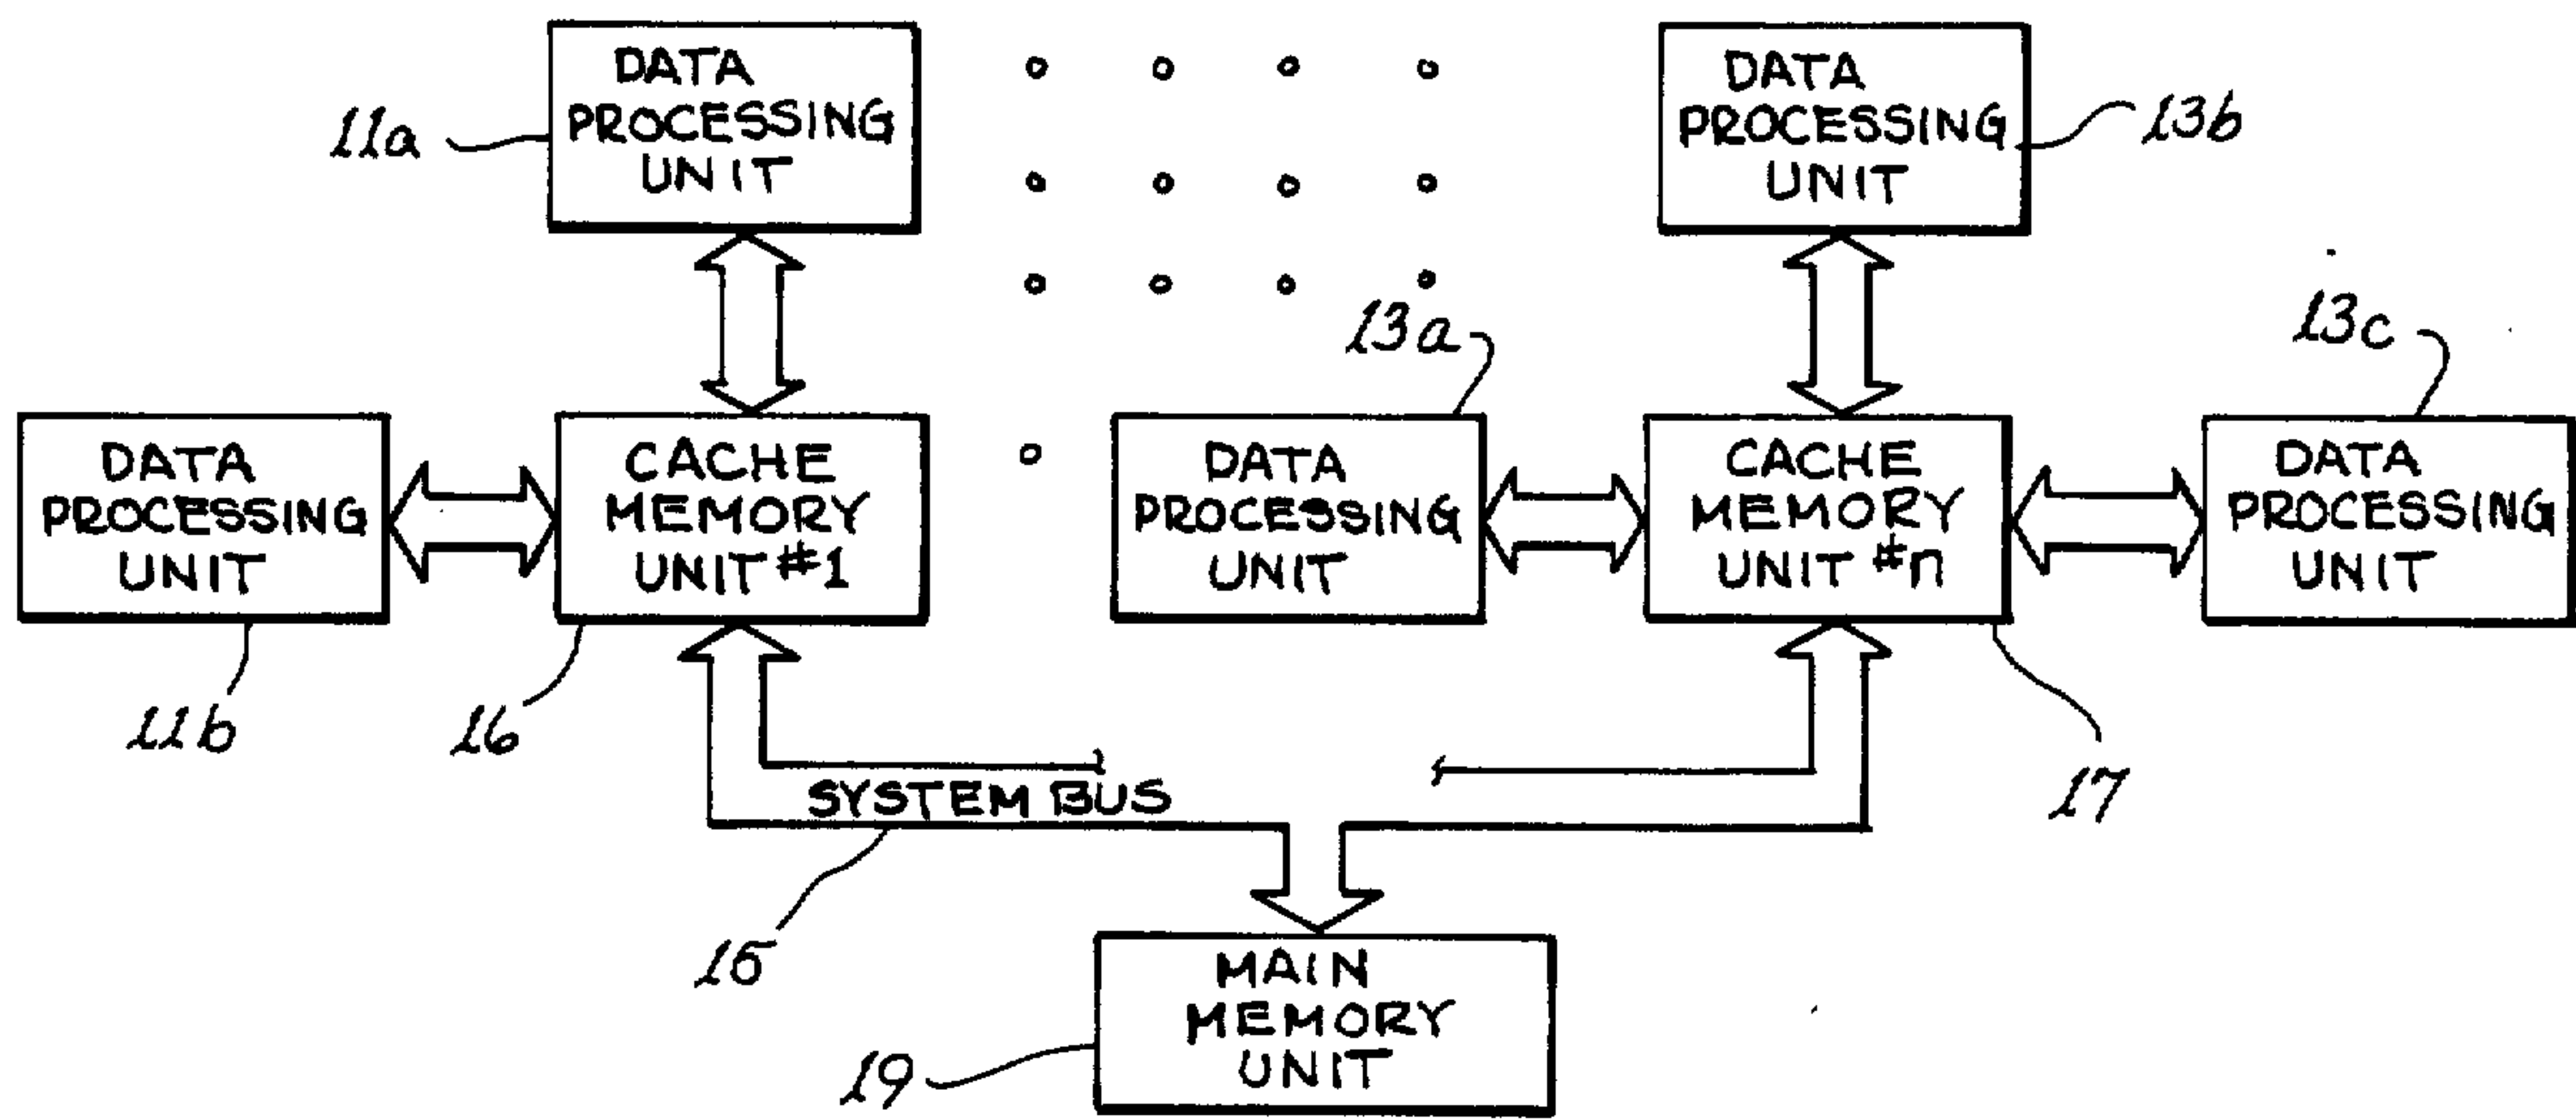 DATA
PROCESSING
UNIT
11a
DATA
PROCESSING
UNIT
13b
13a
13c
DATA
PROCESSING
UNIT
11b
CACHE
MEMORY
UNIT #1
16
DATA
PROCESSING
UNIT
CACHE
MEMORY
UNIT #n
17
DATA
PROCESSING
UNIT
SYSTEM BUS
15
MAIN
MEMORY
UNIT
19